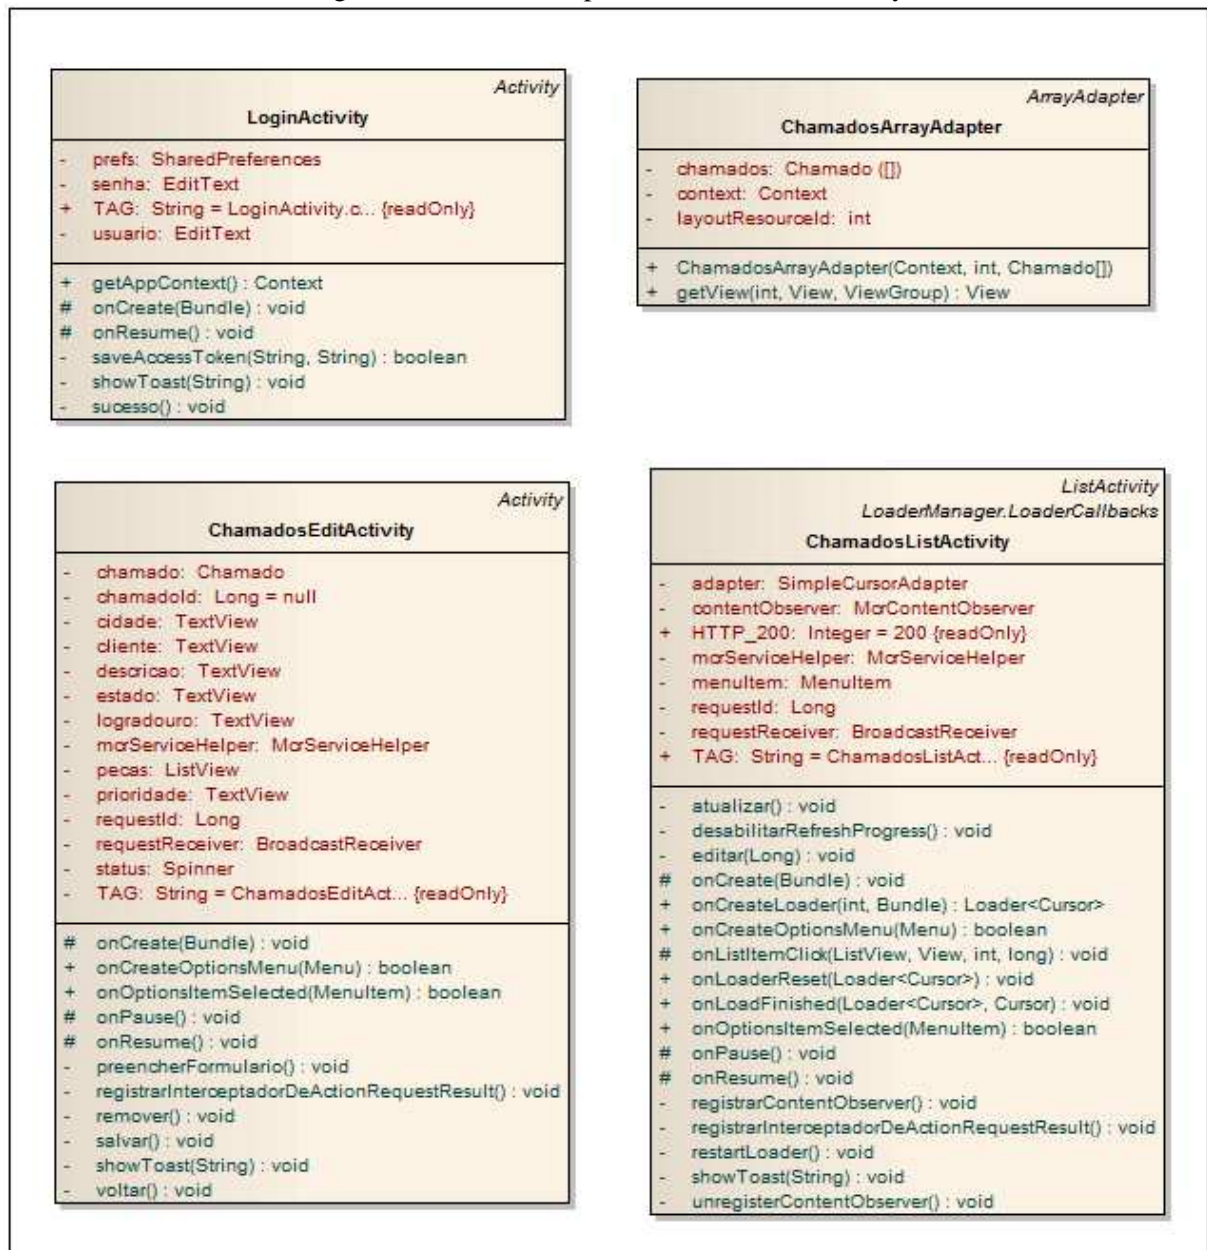 Activity
LoginActivity
- prefs: SharedPreferences
- senha: EditText
+ TAG: String = LoginActivity.c... {readOnly}
- usuario: EditText
+ getAppContext() : Context
# onCreate(Bundle) : void
# onResume() : void
- saveAccessToken(String, String) : boolean
- showToast(String) : void
- sucesso() : void
ArrayAdapter
ChamadosArrayAdapter
- chamados: Chamado ([])
- context: Context
- layoutResourceId: int
+ ChamadosArrayAdapter(Context, int, Chamado[])
+ getView(int, View, ViewGroup) : View
Activity
ChamadosEditActivity
- chamado: Chamado
- chamadoId: Long = null
- cidade: TextView
- cliente: TextView
- descricao: TextView
- estado: TextView
- logradouro: TextView
- mcrServiceHelper: McrServiceHelper
- pecas: ListView
- prioridade: TextView
- requestId: Long
- requestReceiver: BroadcastReceiver
- status: Spinner
- TAG: String = ChamadosEditAct... {readOnly}
# onCreate(Bundle) : void
+ onCreateOptionsMenu(Menu) : boolean
+ onOptionsItemSelected(MenuItem) : boolean
# onPause() : void
# onResume() : void
- preencherFormulario() : void
- registrarInterceptadorDeActionRequestResult() : void
- remover() : void
- salvar() : void
- showToast(String) : void
- voltar() : void
ListActivity
LoaderManager.LoaderCallbacks
ChamadosListActivity
- adapter: SimpleCursorAdapter
- contentObserver: McrContentObserver
+ HTTP_200: Integer = 200 {readOnly}
- mcrServiceHelper: McrServiceHelper
- menuItem: MenuItem
- requestId: Long
- requestReceiver: BroadcastReceiver
+ TAG: String = ChamadosListAct... {readOnly}
- atualizar() : void
- desabilitarRefreshProgress() : void
- editar(Long) : void
# onCreate(Bundle) : void
+ onCreateLoader(int, Bundle) : Loader<Cursor>
+ onCreateOptionsMenu(Menu) : boolean
# onListItemClick(ListView, View, int, long) : void
+ onLoaderReset(Loader<Cursor>) : void
+ onLoadFinished(Loader<Cursor>, Cursor) : void
+ onOptionsItemSelected(MenuItem) : boolean
# onPause() : void
# onResume() : void
- registrarContentObserver() : void
- registrarInterceptadorDeActionRequestResult() : void
- restartLoader() : void
- showToast(String) : void
- unregisterContentObserver() : void